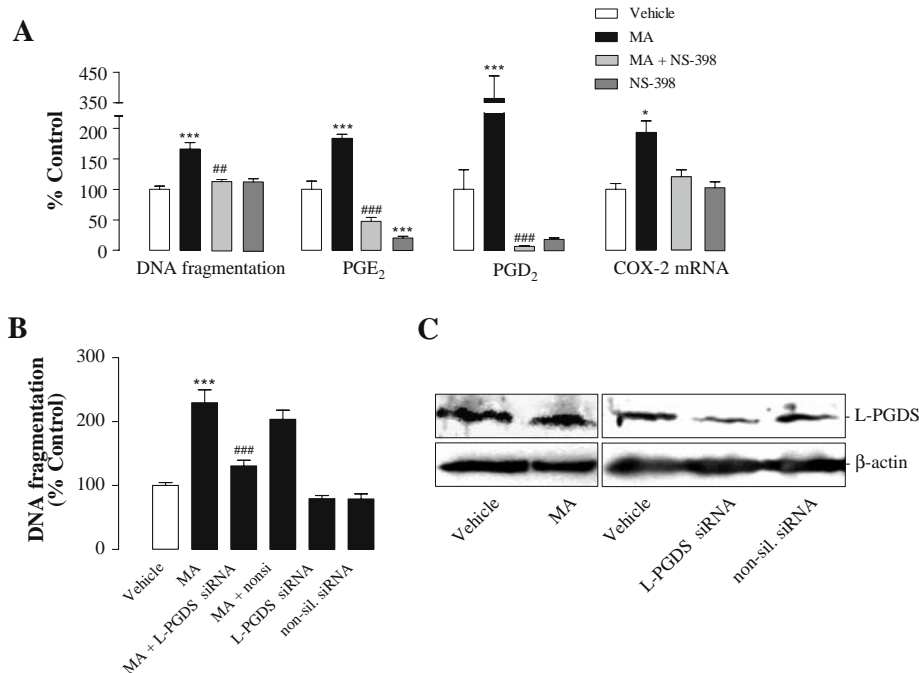 A
Vehicle
MA
MA + NS-398
NS-398
% Control
450
350
200
150
100
50
0
***
##
***
###
***
***
###
*
DNA fragmentation
PGE2
PGD2
COX-2 mRNA
B
DNA fragmentation
(% Control)
300
200
100
0
***
###
Vehicle
MA
MA + L-PGDS siRNA
MA + nonsi
L-PGDS siRNA
non-sil. siRNA
C
L-PGDS
β-actin
Vehicle
MA
Vehicle
L-PGDS siRNA
non-sil. siRNA